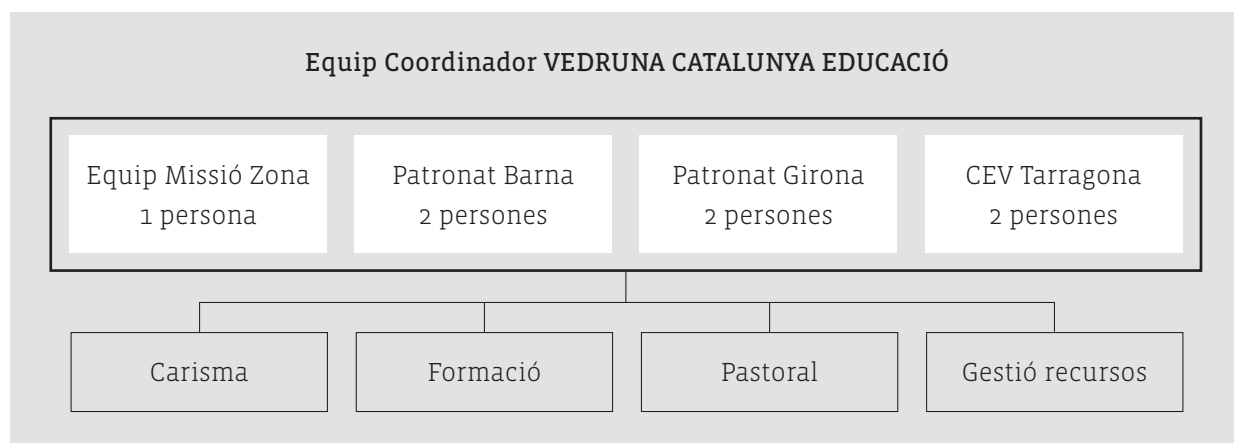 Equip Coordinador VEDRUNA CATALUNYA EDUCACIÓ
Equip Missió Zona
1 persona
Patronat Barna
2 persones
Patronat Girona
2 persones
CEV Tarragona
2 persones
Carisma
Formació
Pastoral
Gestió recursos